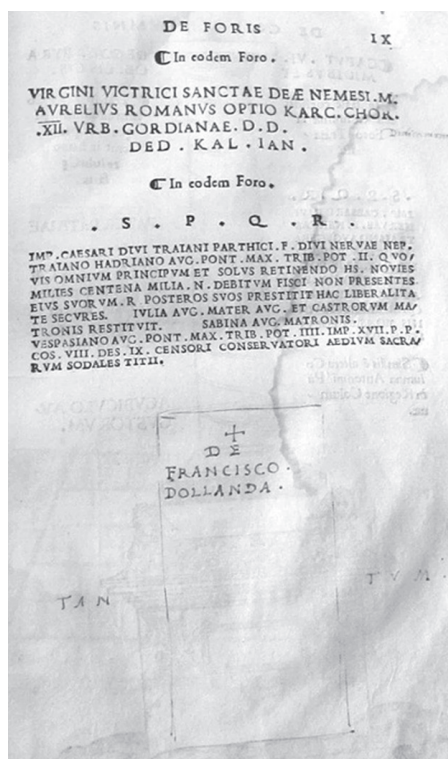 DE FORIS
IX
In eodem Foro.
VIRGINI VICTRICI SANCTAE DEÆ NEMESI.M.
AVRELIVS ROMANVS OPTIO KARC.CHOR.
.XII. VRB. GORDIANAE. D. D.
DED . KAL . IAN .
In eodem Foro.
. S . P . Q . R .
IMP. CAESARI DIVI TRAIANI PARTHICI. F. DIVI NERVAE NEP.
TRAIANO HADRIANO AVG. PONT. MAX. TRIB. POT. II. QVO/
VIS OMNIVM PRINCIPVM ET SOLVS RETINENDO HS. NOVIES
MILIES CENTENA MILIA. N. DEBITVM FISCI NON PRESENTES
EIVS SVORVM. R POSTEROS SVOS PRESTITIT HAC LIBERALITA
TE SECVRES. IVLIA AVG. MATER AVG. ET CASTRORVM MA/
TRONIS RESTITVIT. SABINA AVG. MATRONIS.
VESPASIANO AVG. PONT. MAX. TRIB. POT. IIII. IMP. XVII. P. P.
COS. VIII. DES. IX. CENSORI CONSERVATORI AEDIVM SACRA/
RVM SODALES TITII.
DE
FRANCISCO .
DOLLANDA .
TAN TVM .